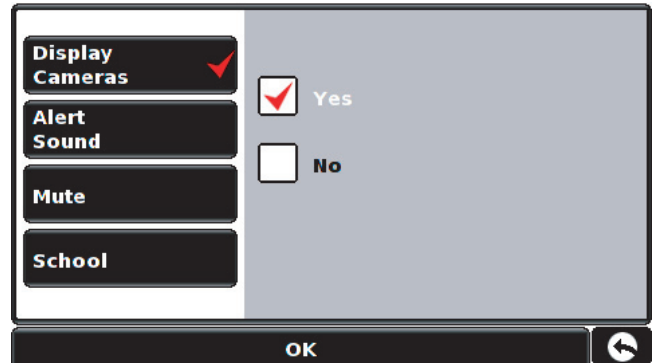 Display
Cameras
Alert
Sound
Mute
School
Yes
No
OK